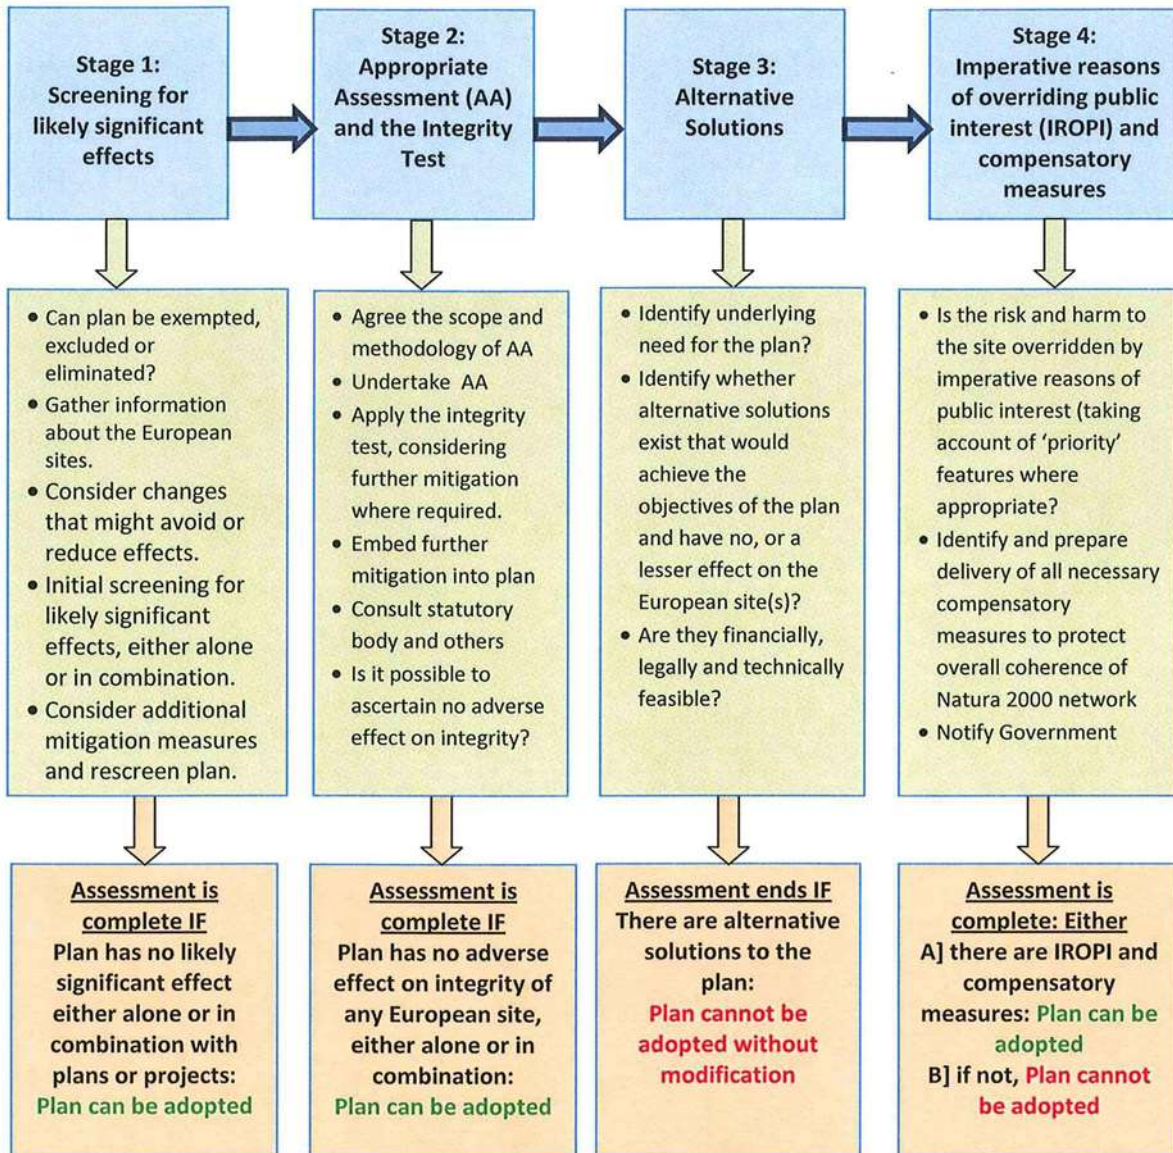 Stage 1:
Screening for
likely significant
effects
Stage 2:
Appropriate
Assessment (AA)
and the Integrity
Test
Stage 3:
Alternative
Solutions
Stage 4:
Imperative reasons
of overriding public
interest (IROPI) and
compensatory
measures
• Can plan be exempted,
excluded or
eliminated?
• Gather information
about the European
sites.
• Consider changes
that might avoid or
reduce effects.
• Initial screening for
likely significant
effects, either alone
or in combination.
• Consider additional
mitigation measures
and rescreen plan.
• Agree the scope and
methodology of AA
• Undertake AA
• Apply the integrity
test, considering
further mitigation
where required.
• Embed further
mitigation into plan
• Consult statutory
body and others
• Is it possible to
ascertain no adverse
effect on integrity?
• Identify underlying
need for the plan?
• Identify whether
alternative solutions
exist that would
achieve the
objectives of the plan
and have no, or a
lesser effect on the
European site(s)?
• Are they financially,
legally and technically
feasible?
• Is the risk and harm to
the site overridden by
imperative reasons of
public interest (taking
account of ‘priority’
features where
appropriate?
• Identify and prepare
delivery of all necessary
compensatory
measures to protect
overall coherence of
Natura 2000 network
• Notify Government
Assessment is
complete IF
Plan has no likely
significant effect
either alone or in
combination with
plans or projects:
Plan can be adopted
Assessment is
complete IF
Plan has no adverse
effect on integrity of
any European site,
either alone or in
combination:
Plan can be adopted
Assessment ends IF
There are alternative
solutions to the
plan:
Plan cannot be
adopted without
modification
Assessment is
complete: Either
A] there are IROPI and
compensatory
measures: Plan can be
adopted
B] if not, Plan cannot
be adopted